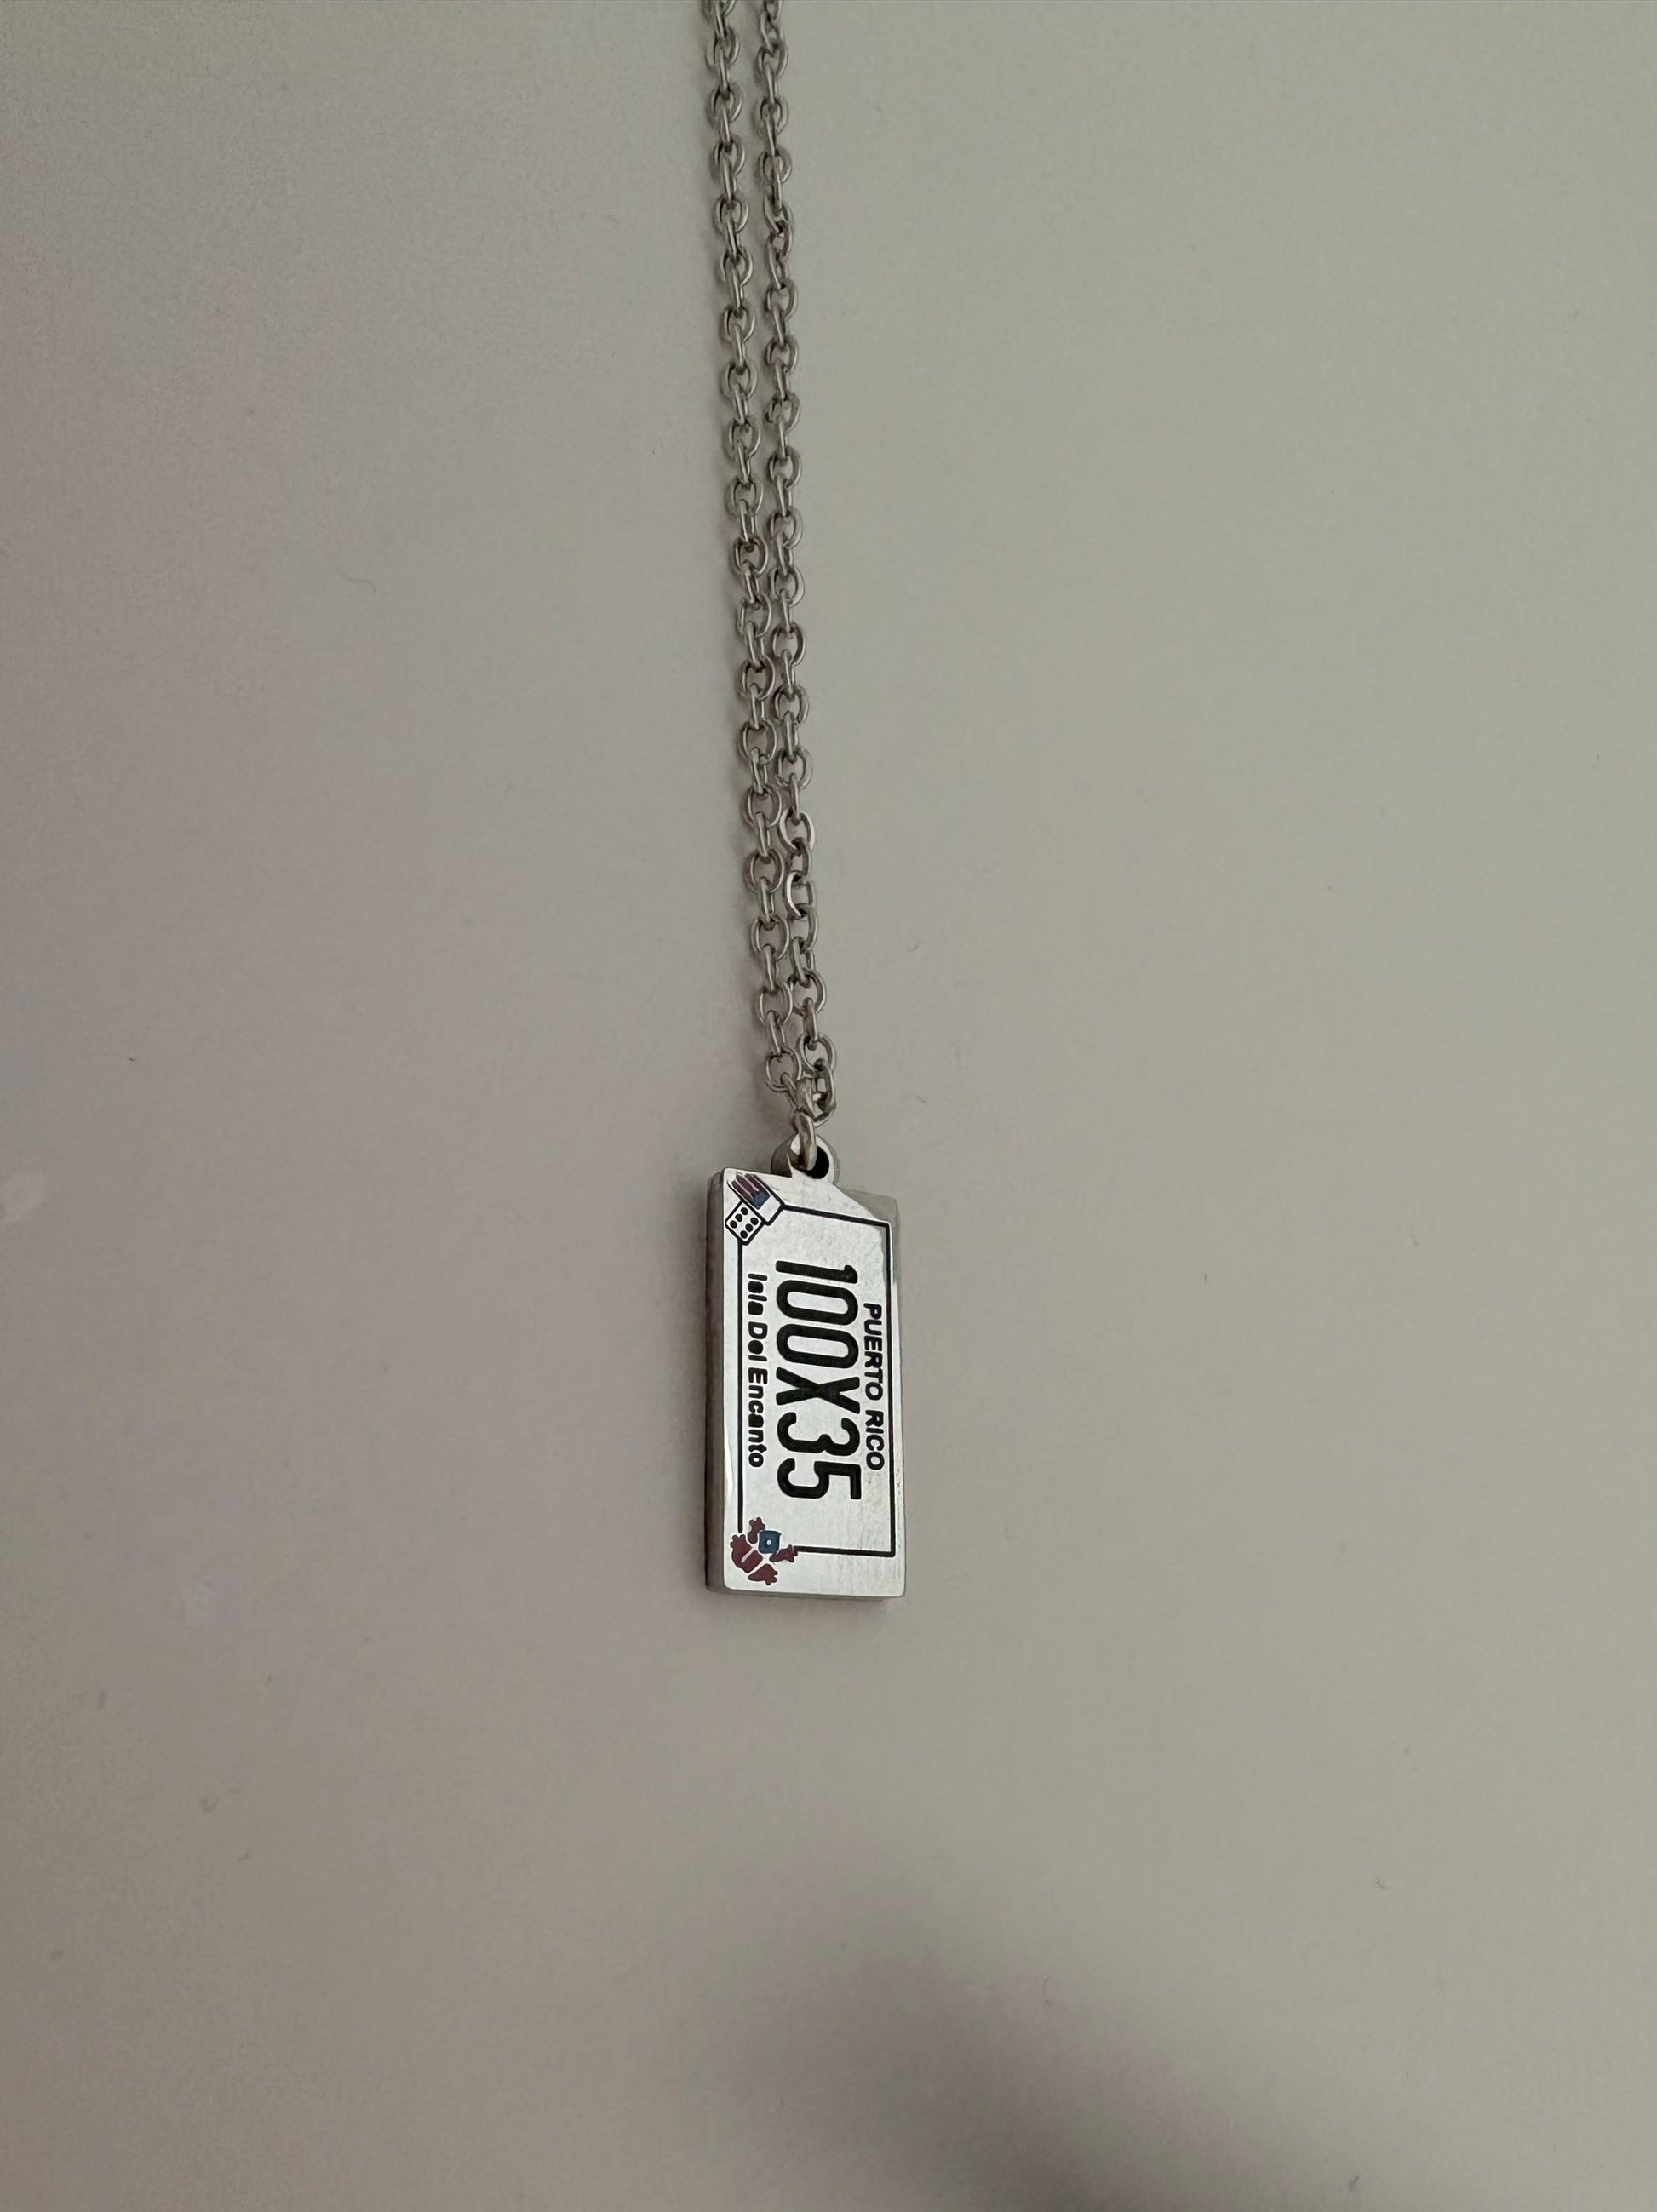 PUERTO RICO
100X35
Isla Del Encanto